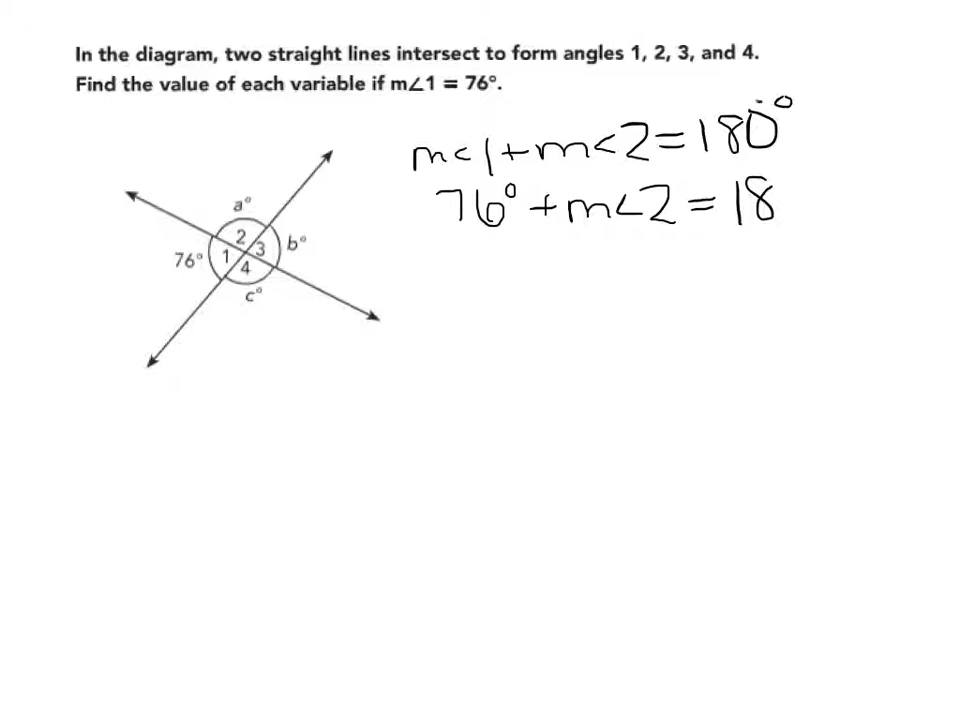 In the diagram, two straight lines intersect to form angles 1, 2, 3, and 4.
Find the value of each variable if m∠1 = 76°.
m<1+m<2=180°
76°+m∠2=18
a°
2
3
b°
76°
1
4
c°